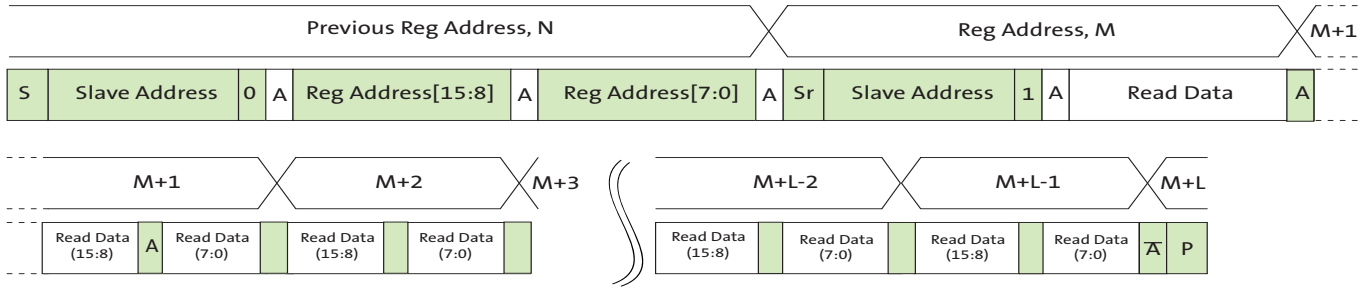 Previous Reg Address, N Reg Address, M M+1
S Slave Address 0 A Reg Address[15:8] A Reg Address[7:0] A Sr Slave Address 1 A Read Data A
M+1 M+2 M+3 M+L-2 M+L-1 M+L
Read Data (15:8) A Read Data (7:0) Read Data (15:8) Read Data (7:0) Read Data (15:8) Read Data (7:0) Read Data (15:8) Read Data (7:0) A̅ P